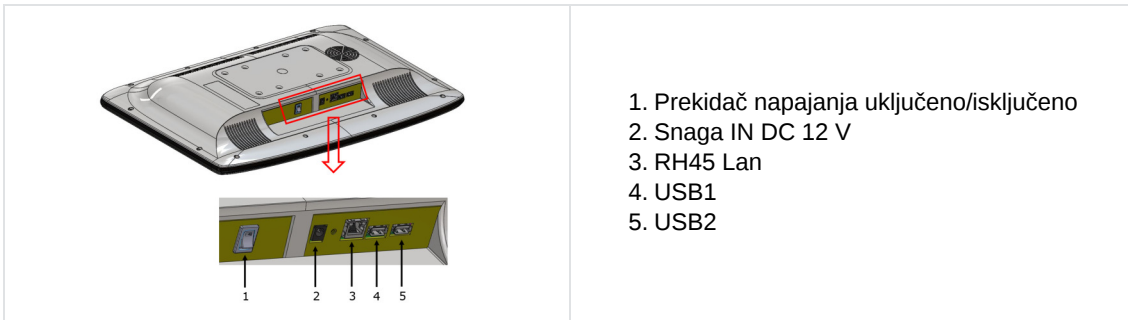 1 2 3 4 5
1. Prekidač napajanja uključeno/isključeno
2. Snaga IN DC 12 V
3. RH45 Lan
4. USB1
5. USB2